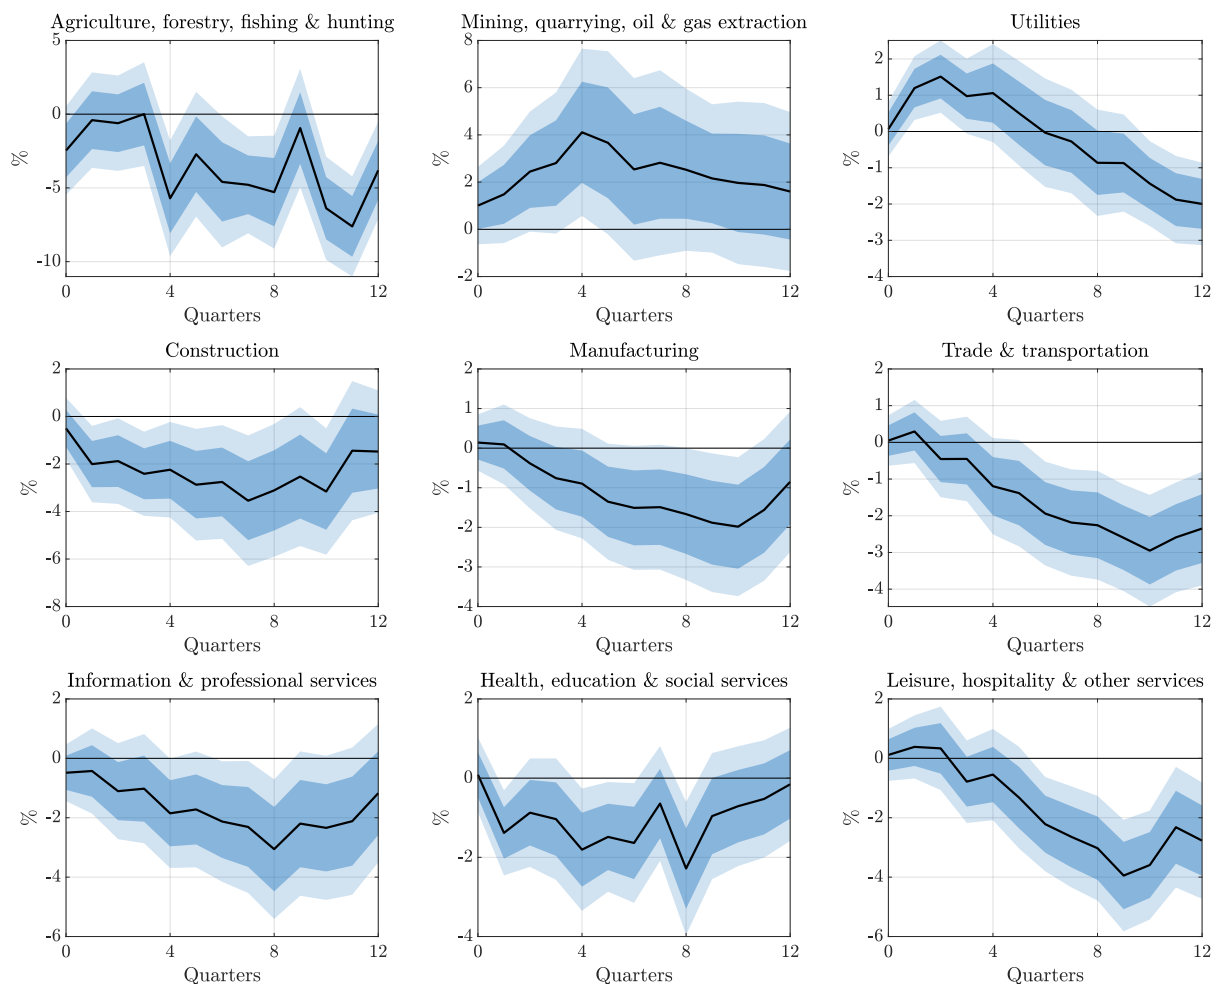 Agriculture, forestry, fishing & hunting
5
0
-5
-10
%
0 4 8 12
Quarters
Mining, quarrying, oil & gas extraction
8
6
4
2
0
-2
%
0 4 8 12
Quarters
Utilities
2
1
0
-1
-2
-3
-4
%
0 4 8 12
Quarters
Construction
2
0
-2
-4
-6
-8
%
0 4 8 12
Quarters
Manufacturing
2
1
0
-1
-2
-3
-4
%
0 4 8 12
Quarters
Trade & transportation
2
1
0
-1
-2
-3
-4
%
0 4 8 12
Quarters
Information & professional services
2
0
-2
-4
-6
%
0 4 8 12
Quarters
Health, education & social services
2
0
-2
-4
%
0 4 8 12
Quarters
Leisure, hospitality & other services
2
0
-2
-4
-6
%
0 4 8 12
Quarters